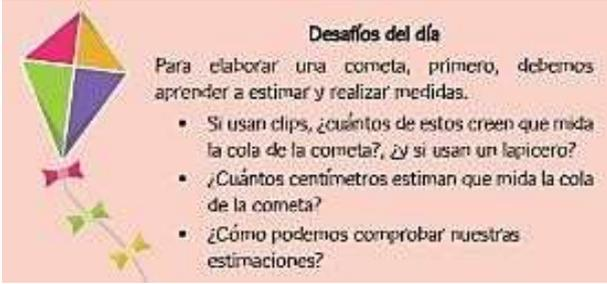 Desafíos del día
Para elaborar una cometa, primero, debemos
aprender a estimar y realizar medidas.
• Si usan clips, ¿cuántos de estos creen que mida
la cola de la cometa?, ¿y si usan un lapicero?
• ¿Cuántos centímetros estiman que mida la cola
de la cometa?
• ¿Cómo podemos comprobar nuestras
estimaciones?